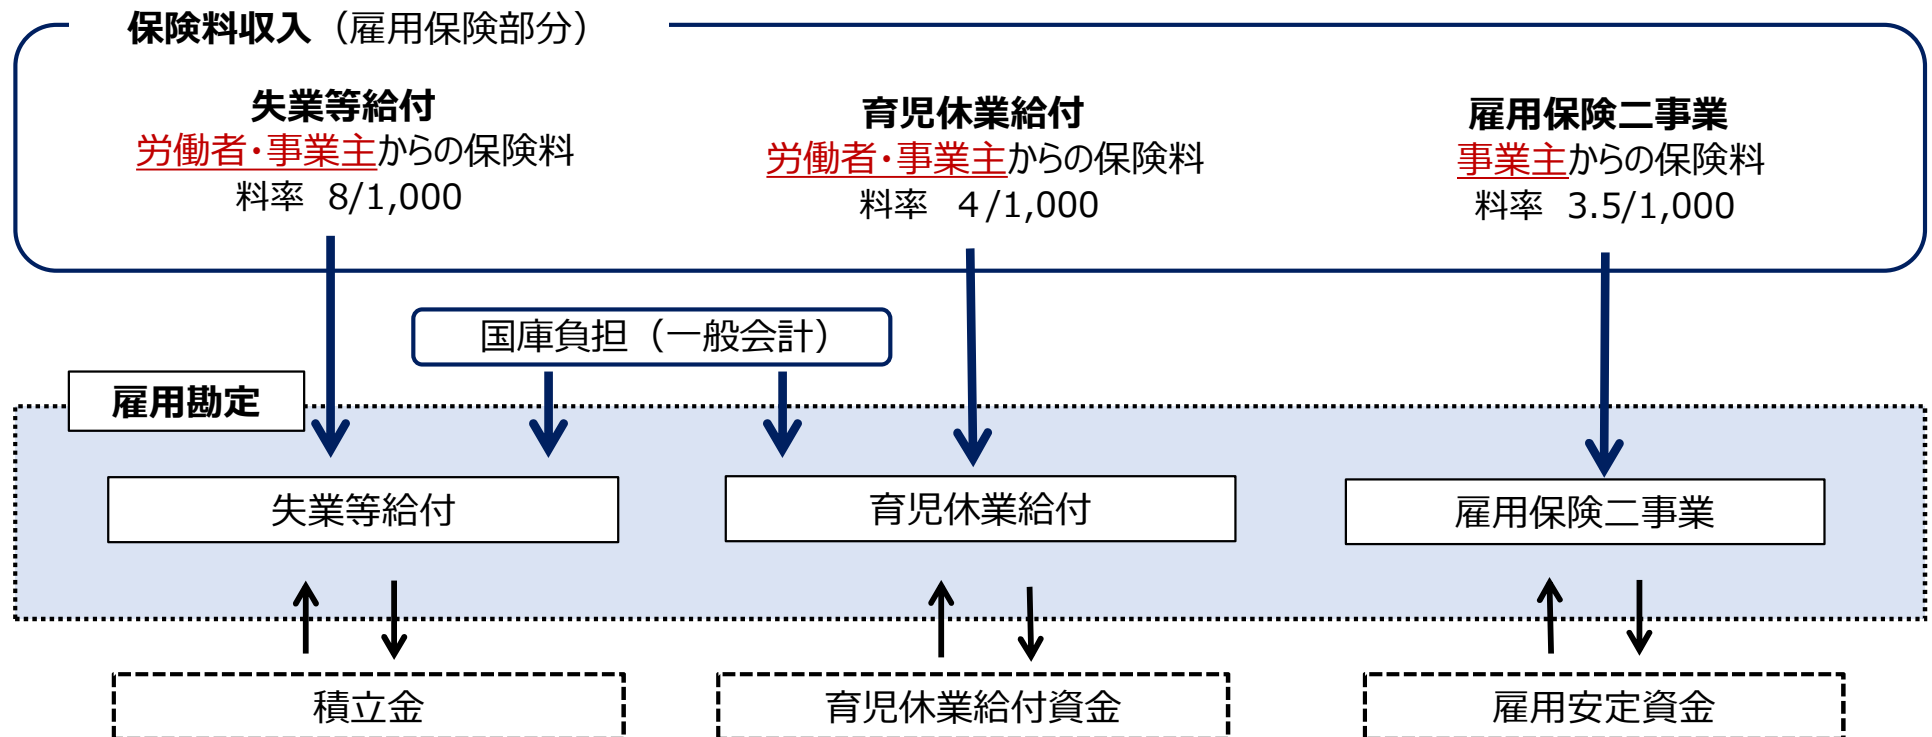 保険料収入（雇用保険部分）
失業等給付
労働者・事業主からの保険料
料率 8/1,000
育児休業給付
労働者・事業主からの保険料
料率 ４/1,000
雇用保険二事業
事業主からの保険料
料率 3.5/1,000
国庫負担（一般会計）
雇用勘定
失業等給付
育児休業給付
雇用保険二事業
積立金
育児休業給付資金
雇用安定資金